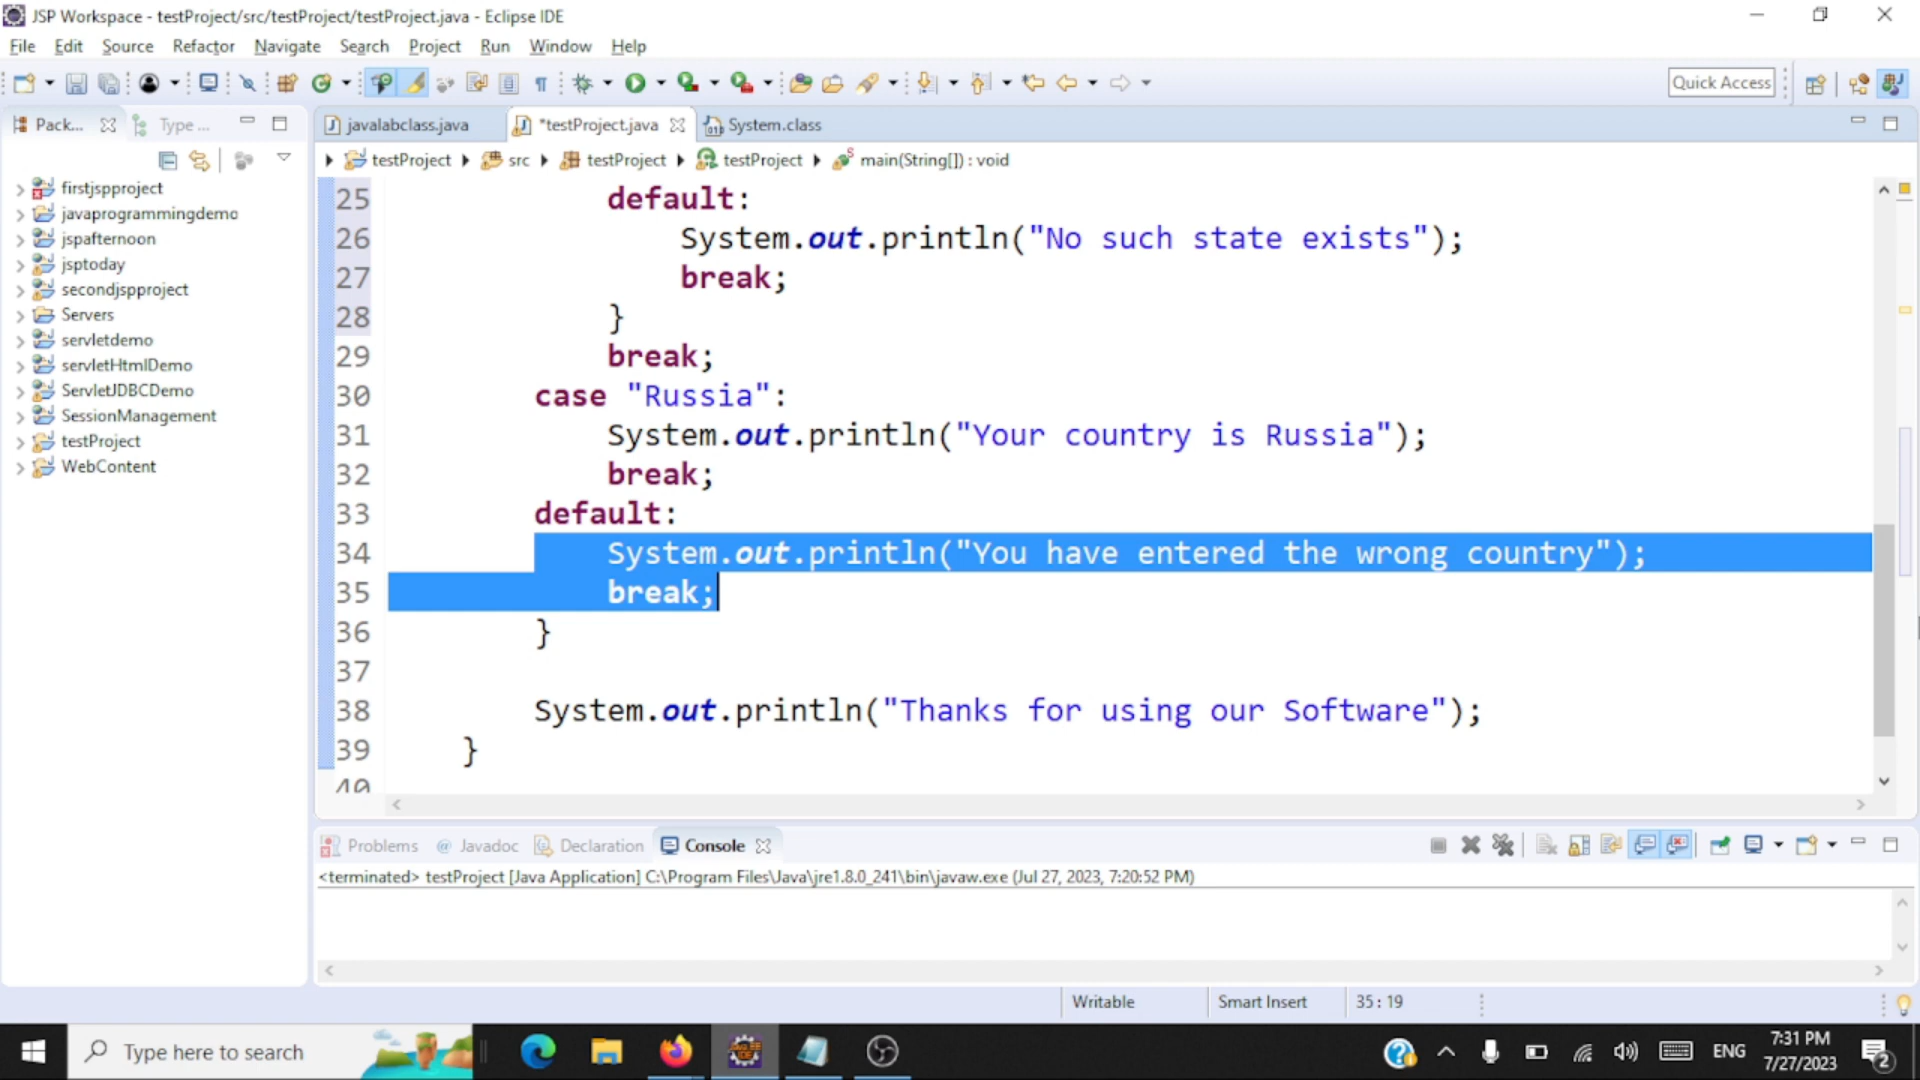 JSP Workspace - testProject/src/testProject/testProject.java - Eclipse IDE
File Edit Source Refactor Navigate Search Project Run Window Help
Quick Access
Pack... Type ...
javalabclass.java *testProject.java System.class
testProject src testProject testProject main(String[]) : void
firstjspproject
javaprogrammingdemo
jspafternoon
jsptoday
secondjspproject
Servers
servletdemo
servletHtmlDemo
ServletJDBCDemo
SessionManagement
testProject
WebContent
25 default:
26 System.out.println("No such state exists");
27 break;
28 }
29 break;
30 case "Russia":
31 System.out.println("Your country is Russia");
32 break;
33 default:
34 System.out.println("You have entered the wrong country");
35 break;
36 }
37
38 System.out.println("Thanks for using our Software");
39 }
40
Problems @ Javadoc Declaration Console
<terminated> testProject [Java Application] C:\Program Files\Java\jre1.8.0_241\bin\javaw.exe (Jul 27, 2023, 7:20:52 PM)
Writable Smart Insert 35 : 19
Type here to search
ENG
7:31 PM
7/27/2023
2